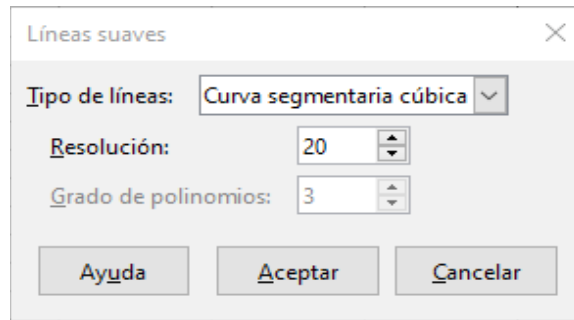 Líneas suaves
Tipo de líneas: Curva segmentaria cúbica
Resolución: 20
Grado de polinomios: 3
Ayuda Aceptar Cancelar